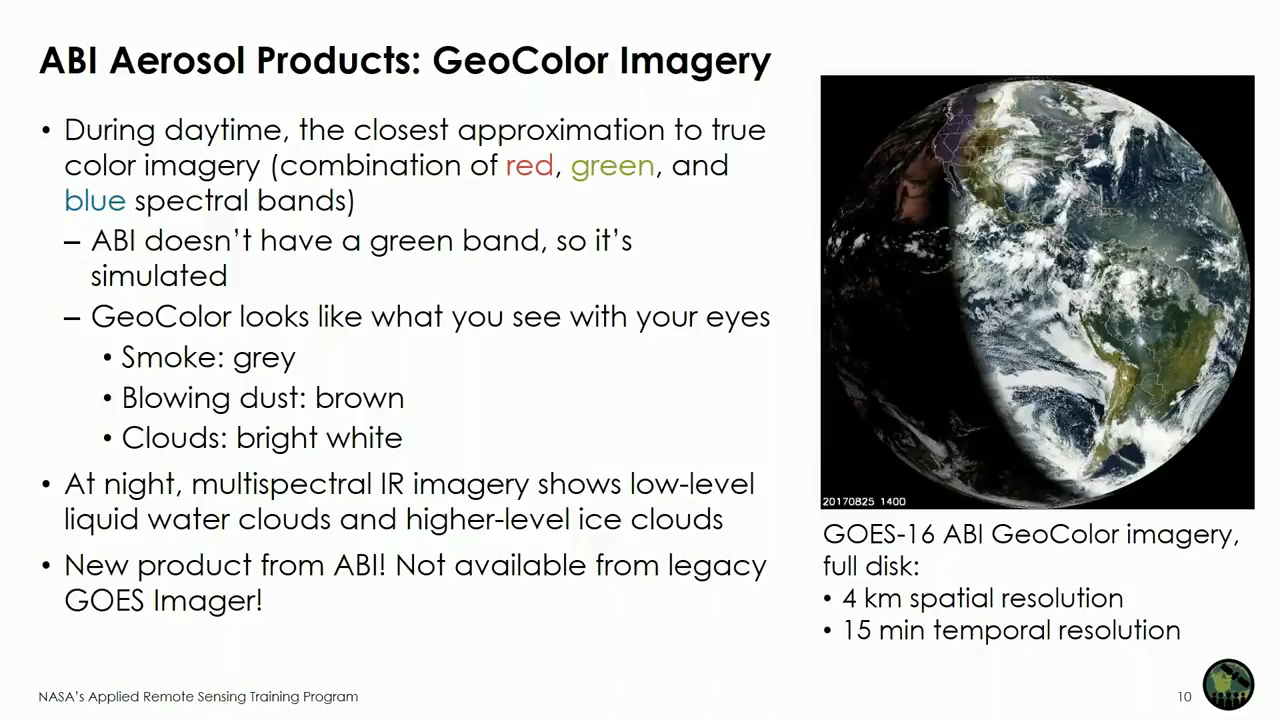 ABI Aerosol Products: GeoColor Imagery
• During daytime, the closest approximation to true
color imagery (combination of red, green, and
blue spectral bands)
– ABI doesn't have a green band, so it's
simulated
– GeoColor looks like what you see with your eyes
• Smoke: grey
• Blowing dust: brown
• Clouds: bright white
• At night, multispectral IR imagery shows low-level
liquid water clouds and higher-level ice clouds
• New product from ABI! Not available from legacy
GOES Imager!
20170825 1400
GOES-16 ABI GeoColor imagery,
full disk:
• 4 km spatial resolution
• 15 min temporal resolution
NASA's Applied Remote Sensing Training Program
10